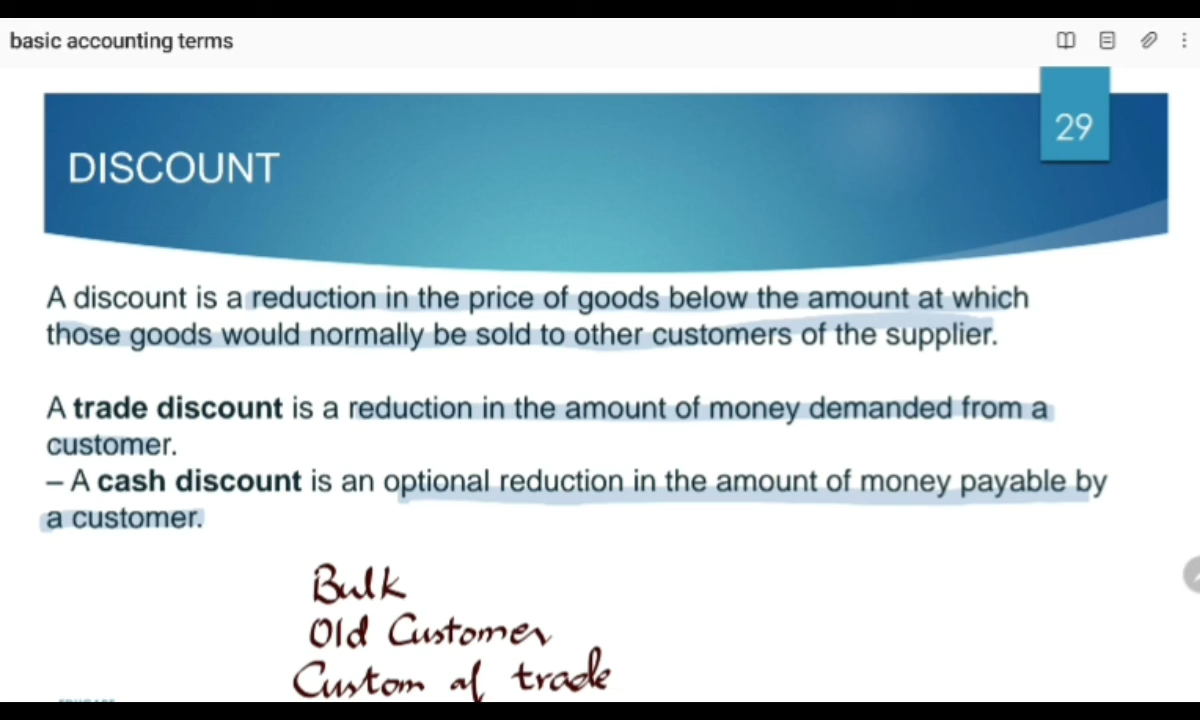 basic accounting terms
29
DISCOUNT
A discount is a reduction in the price of goods below the amount at which
those goods would normally be sold to other customers of the supplier.
A trade discount is a reduction in the amount of money demanded from a
customer.
– A cash discount is an optional reduction in the amount of money payable by
a customer.
Bulk
Old Customer
Custom of trade